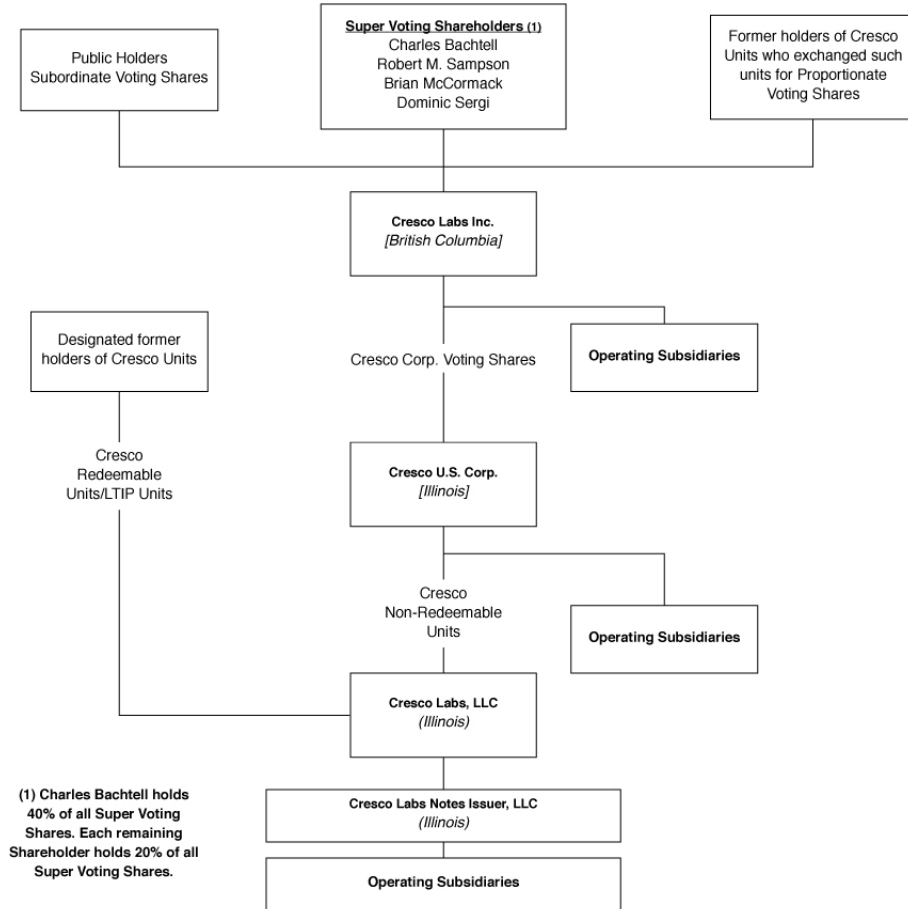 Public Holders
Subordinate Voting Shares
Super Voting Shareholders (1)
Charles Bachtell
Robert M. Sampson
Brian McCormack
Dominic Sergi
Former holders of Cresco
Units who exchanged such
units for Proportionate
Voting Shares
Cresco Labs Inc.
[British Columbia]
Designated former
holders of Cresco Units
Cresco Corp. Voting Shares
Operating Subsidiaries
Cresco
Redeemable
Units/LTIP Units
Cresco U.S. Corp.
[Illinois]
Cresco
Non-Redeemable
Units
Operating Subsidiaries
Cresco Labs, LLC
(Illinois)
(1) Charles Bachtell holds
40% of all Super Voting
Shares. Each remaining
Shareholder holds 20% of all
Super Voting Shares.
Cresco Labs Notes Issuer, LLC
(Illinois)
Operating Subsidiaries